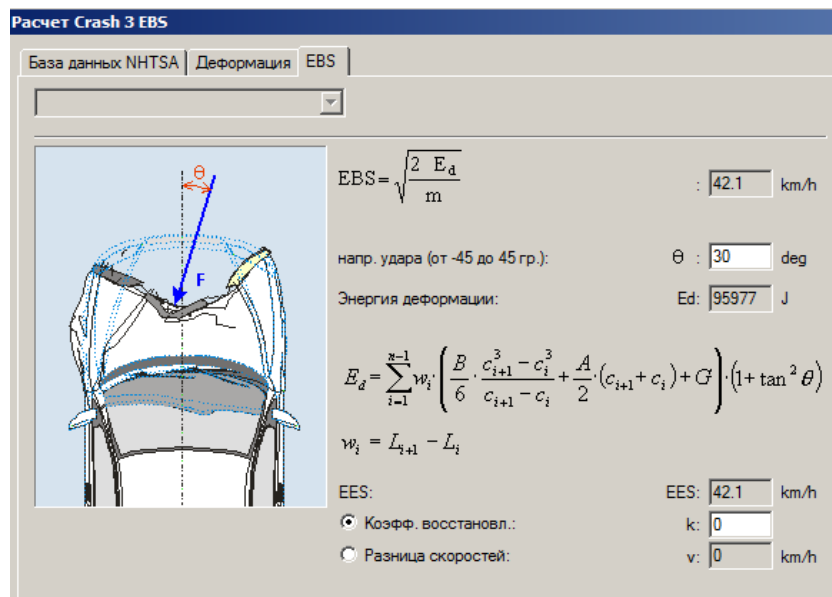 Расчет Crash 3 EBS
База данных NHTSA Деформация EBS
θ
F
EBS = √(2 E_d / m) : 42.1 km/h
напр. удара (от -45 до 45 гр.): θ : 30 deg
Энергия деформации: Ed: 95977 J
E_d = ∑_{i=1}^{n-1} w_i · (B/6 · (c_{i+1}^3 − c_i^3)/(c_{i+1} − c_i) + A/2 · (c_{i+1} + c_i) + G) · (1 + tan^2 θ)
w_i = L_{i+1} − L_i
EES: EES: 42.1 km/h
Коэфф. восстановл.: k: 0
Разница скоростей: v: 0 km/h